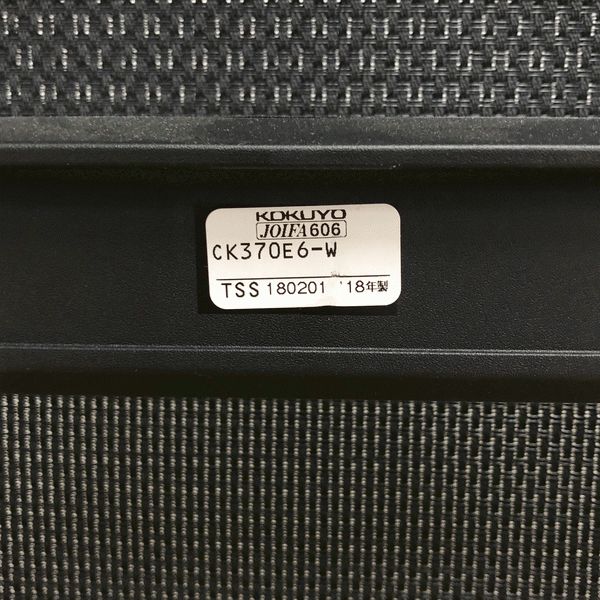 KOKUYO
JOIFA606
CK370E6-W
TSS 180201 '18年製